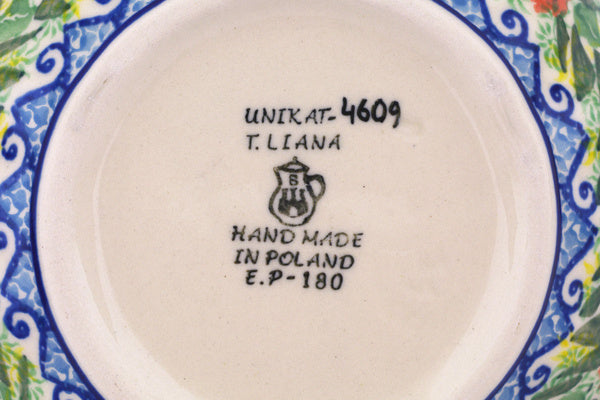 UNIKAT-4609
T. LIANA
B
HAND MADE
IN POLAND
E.P-180